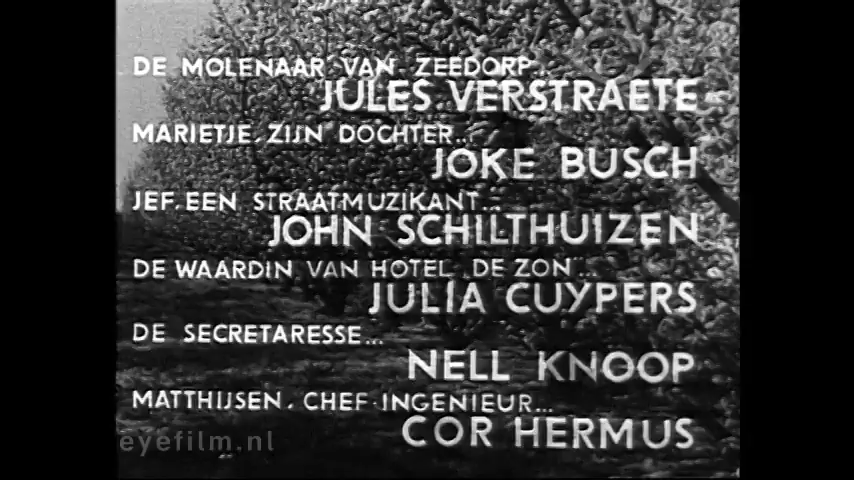 DE MOLENAAR VAN ZEEDORP...
JULES VERSTRAETE
MARIETJE, ZIJN DOCHTER...
JOKE BUSCH
JEF, EEN STRAATMUZIKANT...
JOHN SCHILTHUIZEN
DE WAARDIN VAN HOTEL „DE ZON”...
JULIA CUYPERS
DE SECRETARESSE...
NELL KNOOP
MATTHIJSEN, CHEF-INGENIEUR...
COR HERMUS
eyefilm.nl